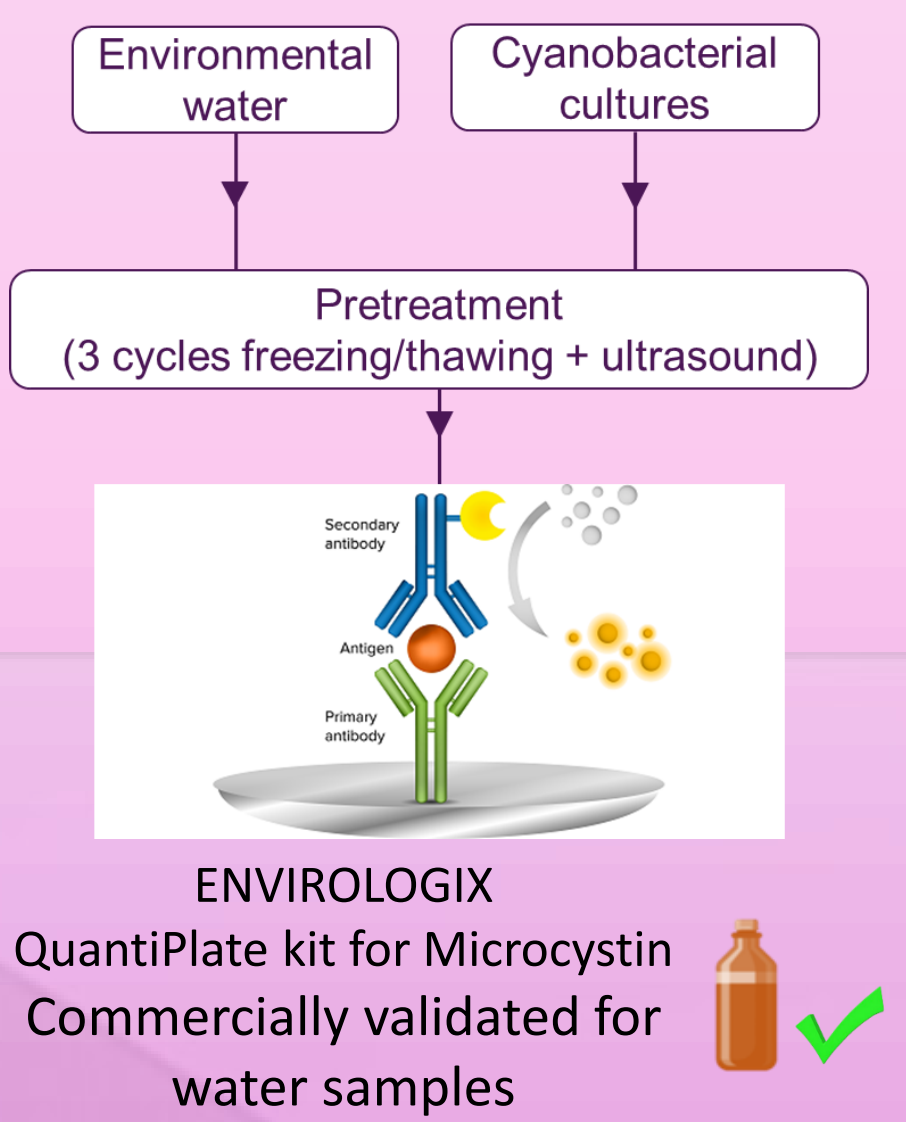 Environmental
water
Cyanobacterial
cultures
Pretreatment
(3 cycles freezing/thawing + ultrasound)
Secondary
antibody
Antigen
Primary
antibody
ENVIROLOGIX
QuantiPlate kit for Microcystin
Commercially validated for
water samples